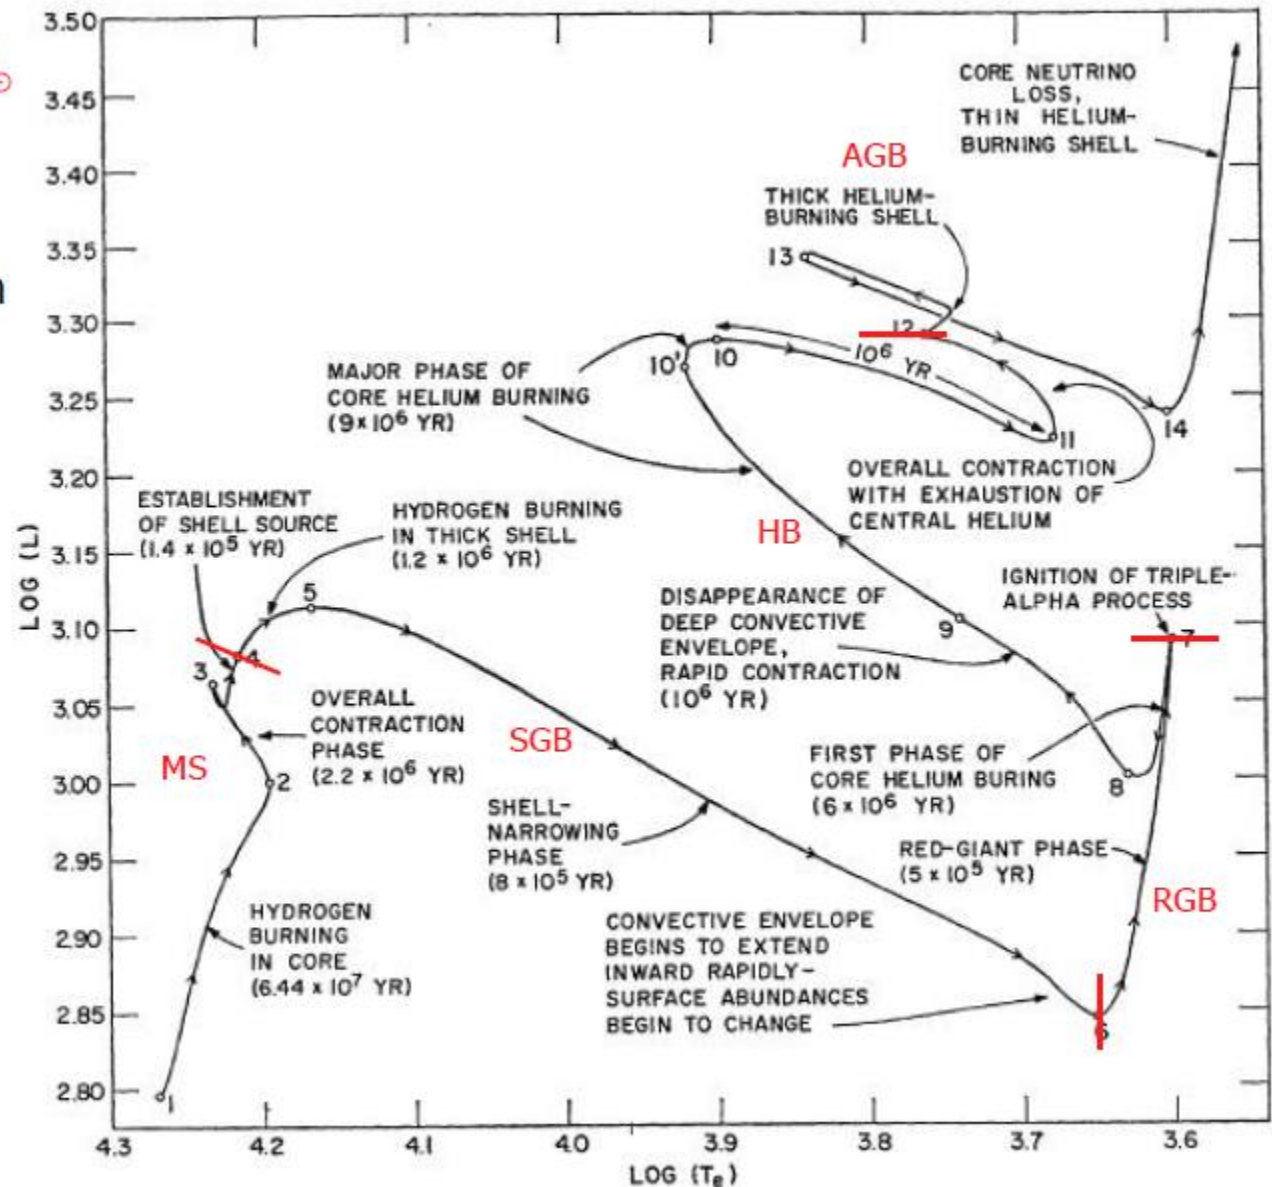 3.50
3.45
3.40
3.35
3.30
3.25
3.20
3.15
3.10
3.05
3.00
2.95
2.90
2.85
2.80
LOG (L)
CORE NEUTRINO
LOSS,
THIN HELIUM-
BURNING SHELL
AGB
THICK HELIUM-
BURNING SHELL
13
12
10'
10
10⁶ YR
11
14
MAJOR PHASE OF
CORE HELIUM BURNING
(9 x 10⁶ YR)
OVERALL CONTRACTION
WITH EXHAUSTION OF
CENTRAL HELIUM
ESTABLISHMENT
OF SHELL SOURCE
(1.4 x 10⁵ YR)
HYDROGEN BURNING
IN THICK SHELL
(1.2 x 10⁶ YR)
HB
IGNITION OF TRIPLE-
ALPHA PROCESS
7
5
4
3
DISAPPEARANCE OF
DEEP CONVECTIVE
ENVELOPE,
RAPID CONTRACTION
(10⁶ YR)
9
OVERALL
CONTRACTION
PHASE
(2.2 x 10⁶ YR)
MS
2
SGB
FIRST PHASE OF
CORE HELIUM BURING
(6 x 10⁶ YR)
8
SHELL-
NARROWING
PHASE
(8 x 10⁵ YR)
RED-GIANT PHASE
(5 x 10⁵ YR)
RGB
HYDROGEN
BURNING
IN CORE
(6.44 x 10⁷ YR)
CONVECTIVE ENVELOPE
BEGINS TO EXTEND
INWARD RAPIDLY-
SURFACE ABUNDANCES
BEGIN TO CHANGE
6
1
4.3 4.2 4.1 4.0 3.9 3.8 3.7 3.6
LOG (Tₑ)